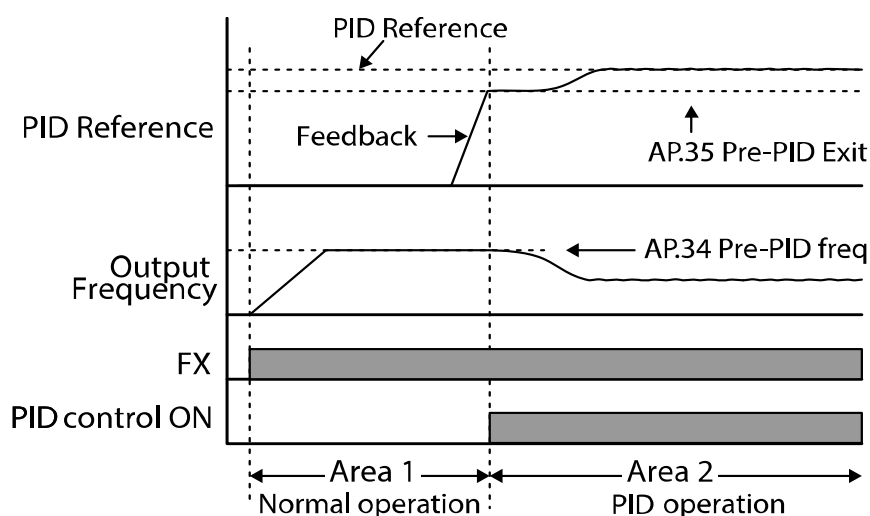 PID Reference
PID Reference
Feedback
AP.35 Pre-PID Exit
AP.34 Pre-PID freq
Output
Frequency
FX
PID control ON
Area 1
Normal operation
Area 2
PID operation